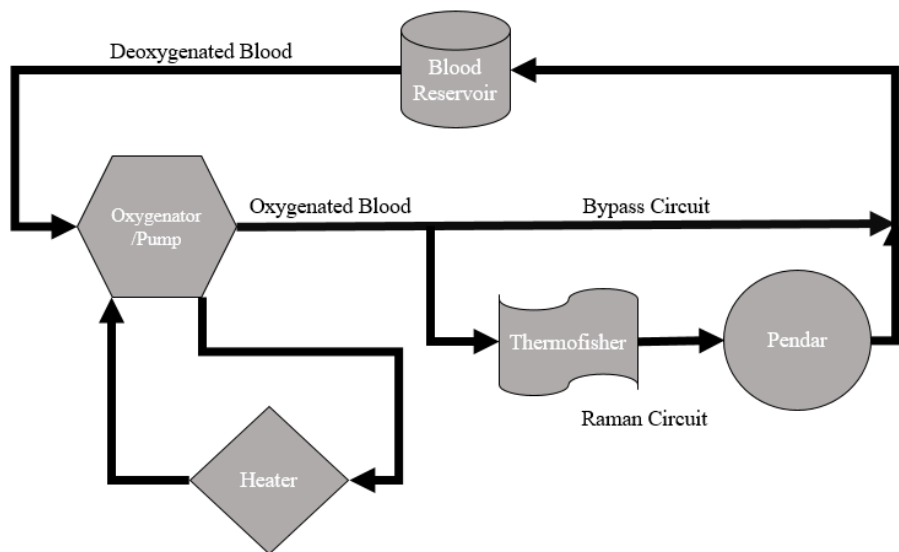 Deoxygenated Blood
Blood
Reservoir
Oxygenator
/Pump
Oxygenated Blood
Bypass Circuit
Thermofisher
Pendar
Raman Circuit
Heater